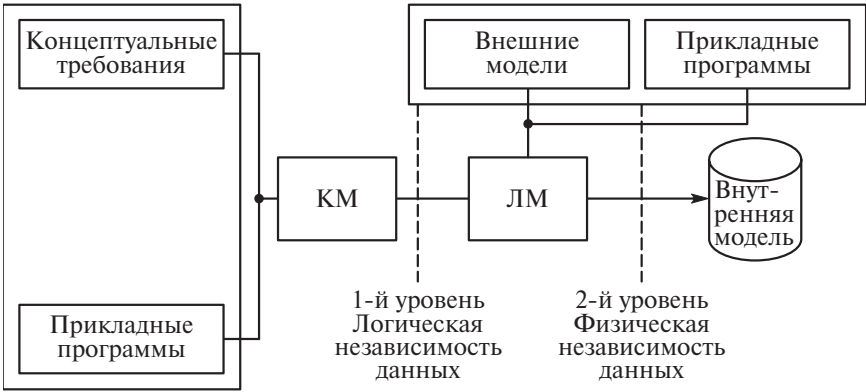 Концептуальные
требования
Внешние
модели
Прикладные
программы
КМ
ЛМ
Внут-
ренняя
модель
1-й уровень
Логическая
независимость
данных
2-й уровень
Физическая
независимость
данных
Прикладные
программы